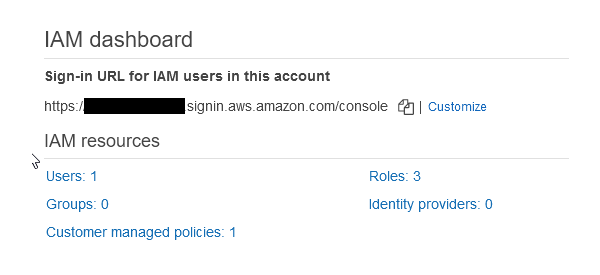 IAM dashboard
Sign-in URL for IAM users in this account
https:/ signin.aws.amazon.com/console | Customize
IAM resources
Users: 1 Roles: 3
Groups: 0 Identity providers: 0
Customer managed policies: 1